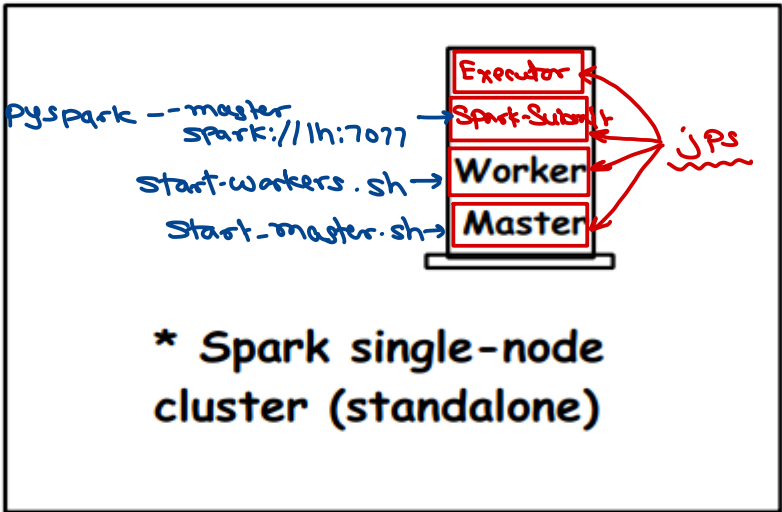 Executor
pyspark --master
spark://lh:7077
Spark-Submit
jps
start-workers.sh
Worker
start-master.sh
Master
* Spark single-node
cluster (standalone)